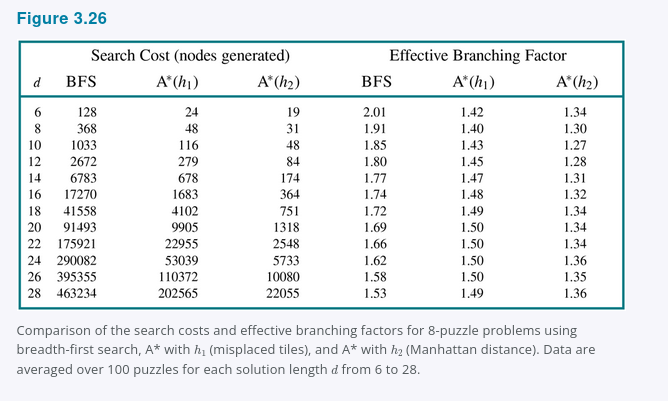 Figure 3.26
Search Cost (nodes generated) Effective Branching Factor
d BFS A*(h₁) A*(h₂) BFS A*(h₁) A*(h₂)
6 128 24 19 2.01 1.42 1.34
8 368 48 31 1.91 1.40 1.30
10 1033 116 48 1.85 1.43 1.27
12 2672 279 84 1.80 1.45 1.28
14 6783 678 174 1.77 1.47 1.31
16 17270 1683 364 1.74 1.48 1.32
18 41558 4102 751 1.72 1.49 1.34
20 91493 9905 1318 1.69 1.50 1.34
22 175921 22955 2548 1.66 1.50 1.34
24 290082 53039 5733 1.62 1.50 1.36
26 395355 110372 10080 1.58 1.50 1.35
28 463234 202565 22055 1.53 1.49 1.36
Comparison of the search costs and effective branching factors for 8-puzzle problems using
breadth-first search, A* with h₁ (misplaced tiles), and A* with h₂ (Manhattan distance). Data are
averaged over 100 puzzles for each solution length d from 6 to 28.